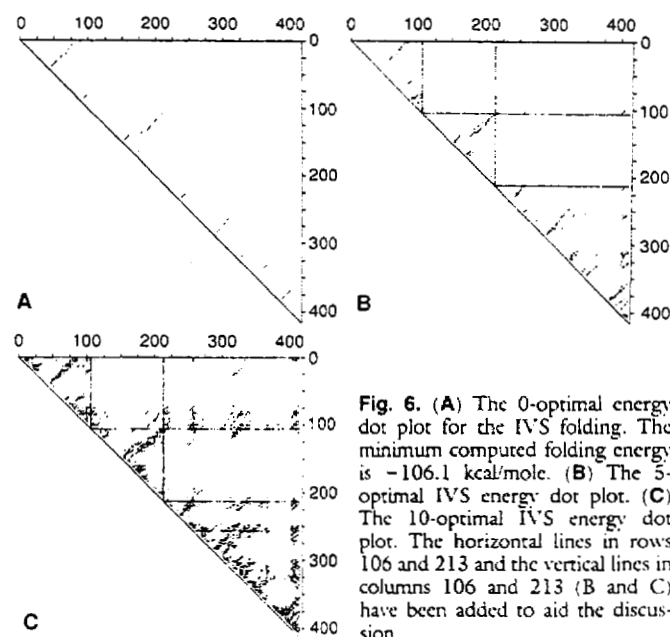 0 100 200 300 400
0
100
200
300
400
A
0 100 200 300 400
0
100
200
300
400
B
0 100 200 300 400
0
100
200
300
400
C
Fig. 6. (A) The 0-optimal energy
dot plot for the IVS folding. The
minimum computed folding energy
is −106.1 kcal/mole. (B) The 5-
optimal IVS energy dot plot. (C)
The 10-optimal IVS energy dot
plot. The horizontal lines in rows
106 and 213 and the vertical lines in
columns 106 and 213 (B and C)
have been added to aid the discus-
sion.